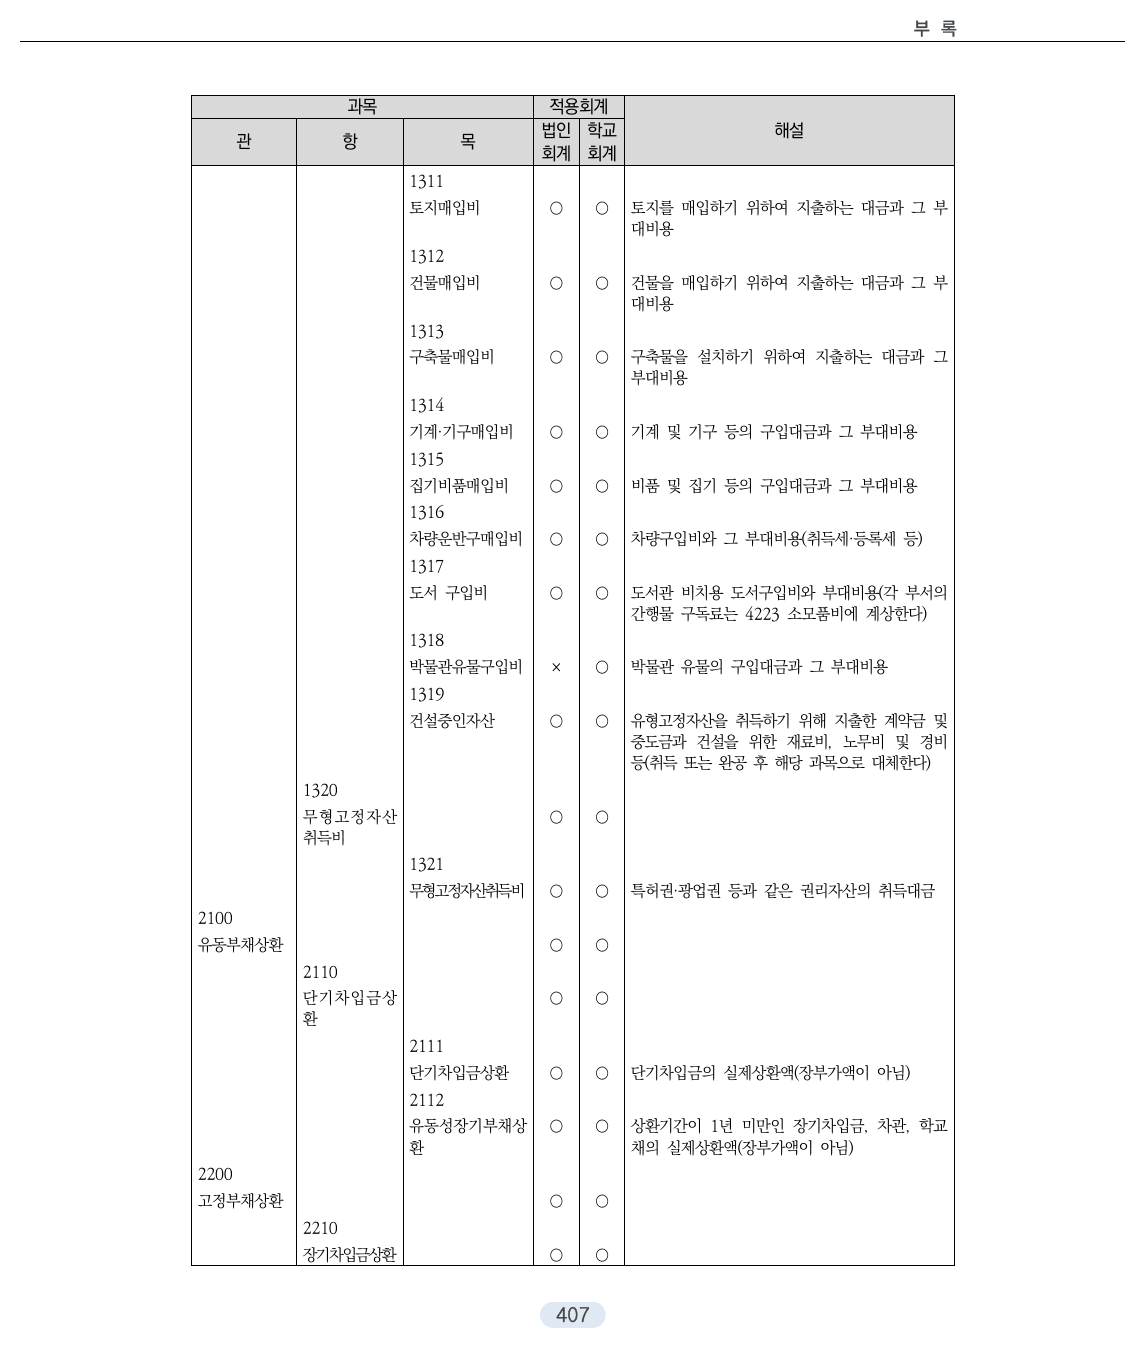 부 록
과목 적용회계 해설
관 항 목 법인 학교
회계 회계
1311
토지매입비 ○ ○ 토지를 매입하기 위하여 지출하는 대금과 그 부
대비용
1312
건물매입비 ○ ○ 건물을 매입하기 위하여 지출하는 대금과 그 부
대비용
1313
구축물매입비 ○ ○ 구축물을 설치하기 위하여 지출하는 대금과 그
부대비용
1314
기계·기구매입비 ○ ○ 기계 및 기구 등의 구입대금과 그 부대비용
1315
집기비품매입비 ○ ○ 비품 및 집기 등의 구입대금과 그 부대비용
1316
차량운반구매입비 ○ ○ 차량구입비와 그 부대비용(취득세·등록세 등)
1317
도서 구입비 ○ ○ 도서관 비치용 도서구입비와 부대비용(각 부서의
간행물 구독료는 4223 소모품비에 계상한다)
1318
박물관유물구입비 × ○ 박물관 유물의 구입대금과 그 부대비용
1319
건설중인자산 ○ ○ 유형고정자산을 취득하기 위해 지출한 계약금 및
중도금과 건설을 위한 재료비, 노무비 및 경비
등(취득 또는 완공 후 해당 과목으로 대체한다)
1320
무형고정자산 ○ ○
취득비
1321
무형고정자산취득비 ○ ○ 특허권·광업권 등과 같은 권리자산의 취득대금
2100
유동부채상환 ○ ○
2110
단기차입금상 ○ ○
환
2111
단기차입금상환 ○ ○ 단기차입금의 실제상환액(장부가액이 아님)
2112
유동성장기부채상 ○ ○ 상환기간이 1년 미만인 장기차입금, 차관, 학교
환 채의 실제상환액(장부가액이 아님)
2200
고정부채상환 ○ ○
2210
장기차입금상환 ○ ○
407